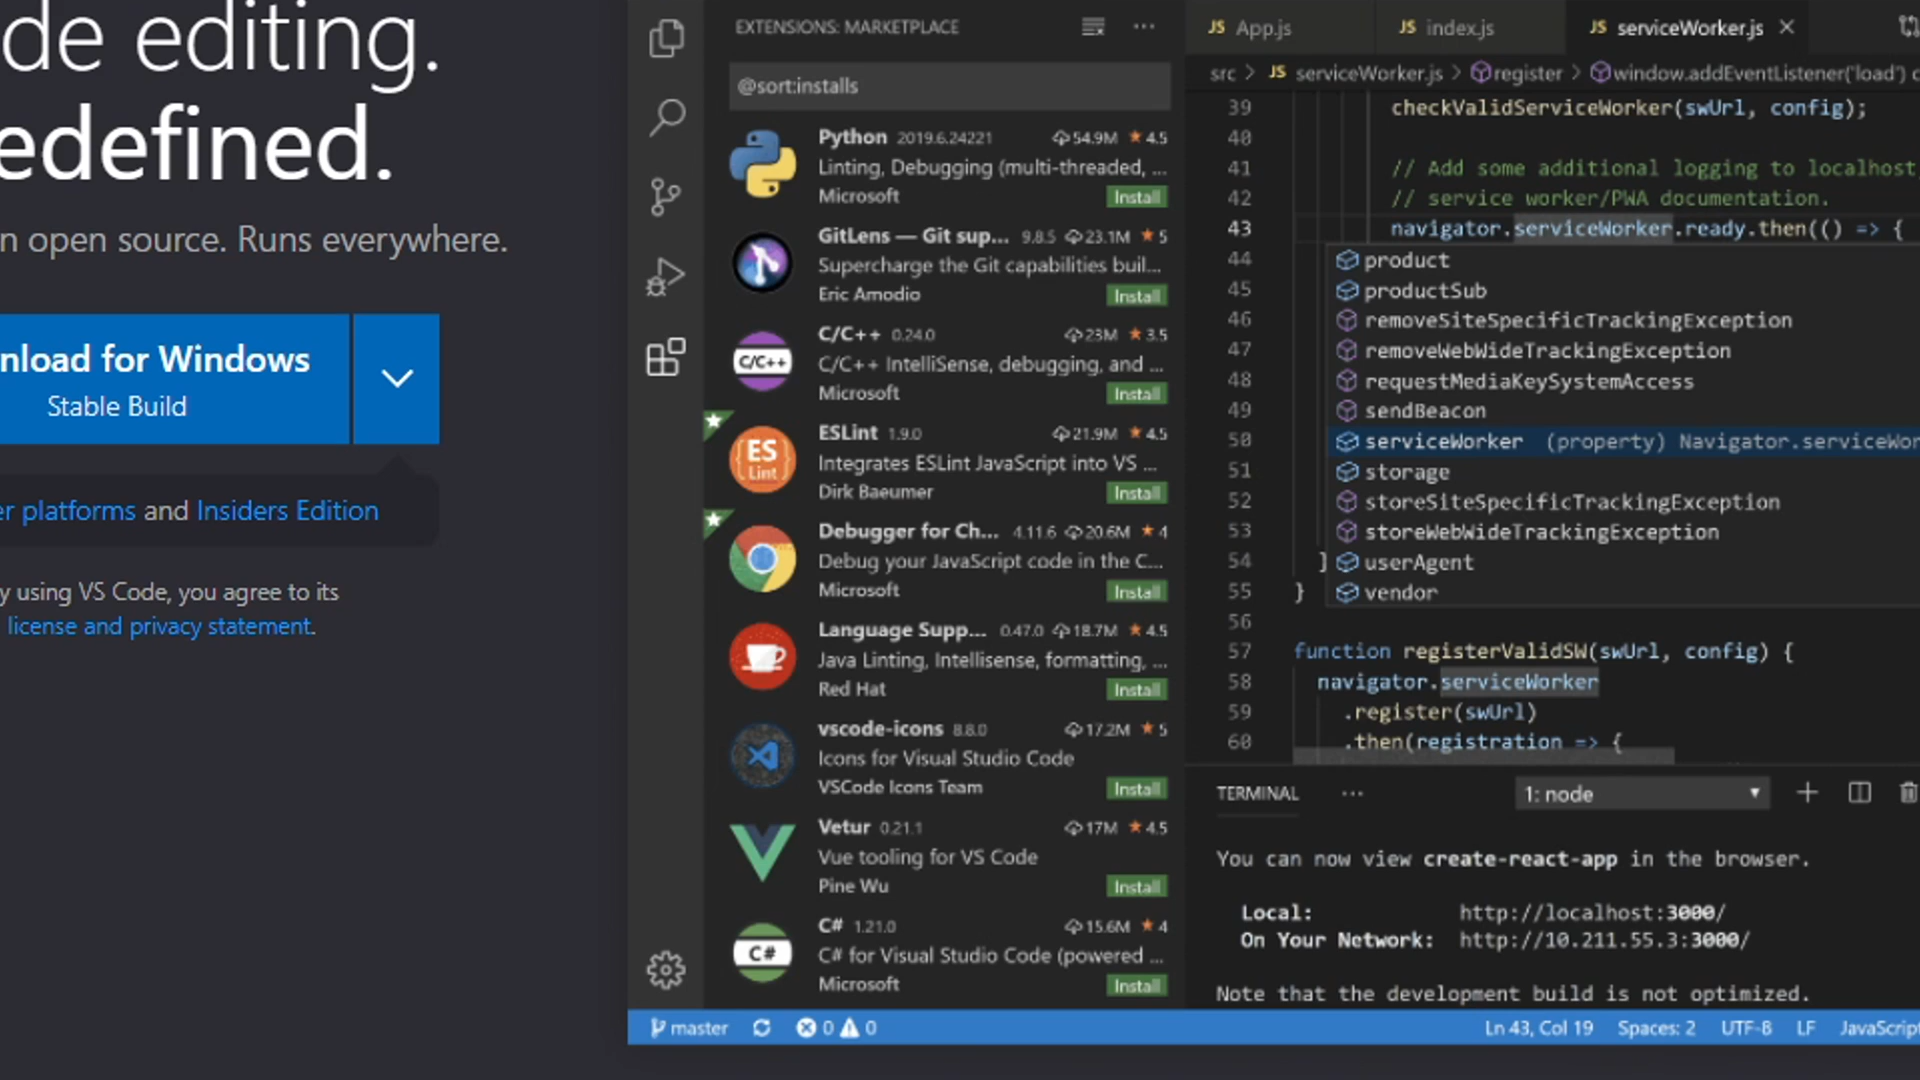 de editing.
edefined.
n open source. Runs everywhere.
nload for Windows
Stable Build
er platforms and Insiders Edition
y using VS Code, you agree to its
license and privacy statement.
EXTENSIONS: MARKETPLACE
@sort:installs
Python 2019.6.24221 54.9M 4.5
Linting, Debugging (multi-threaded, ...
Microsoft Install
GitLens — Git sup... 9.8.5 23.1M 5
Supercharge the Git capabilities buil...
Eric Amodio Install
C/C++
C/C++ 0.24.0 23M 3.5
C/C++ IntelliSense, debugging, and ...
Microsoft Install
ES
Lint
ESLint 1.9.0 21.9M 4.5
Integrates ESLint JavaScript into VS ...
Dirk Baeumer Install
Debugger for Ch... 4.11.6 20.6M 4
Debug your JavaScript code in the C...
Microsoft Install
Language Supp... 0.47.0 18.7M 4.5
Java Linting, Intellisense, formatting, ...
Red Hat Install
vscode-icons 8.8.0 17.2M 5
Icons for Visual Studio Code
VSCode Icons Team Install
Vetur 0.21.1 17M 4.5
Vue tooling for VS Code
Pine Wu Install
C#
C# 1.21.0 15.6M 4
C# for Visual Studio Code (powered ...
Microsoft Install
JS App.js JS index.js JS serviceWorker.js
src > JS serviceWorker.js > register > window.addEventListener('load') c
39 checkValidServiceWorker(swUrl, config);
40
41 // Add some additional logging to localhost,
42 // service worker/PWA documentation.
43 navigator.serviceWorker.ready.then(() => {
44 product
45 productSub
46 removeSiteSpecificTrackingException
47 removeWebWideTrackingException
48 requestMediaKeySystemAccess
49 sendBeacon
50 serviceWorker (property) Navigator.serviceWor
51 storage
52 storeSiteSpecificTrackingException
53 storeWebWideTrackingException
54 } userAgent
55 } vendor
56
57 function registerValidSW(swUrl, config) {
58 navigator.serviceWorker
59 .register(swUrl)
60 .then(registration => {
TERMINAL ... 1: node
You can now view create-react-app in the browser.
Local: http://localhost:3000/
On Your Network: http://10.211.55.3:3000/
Note that the development build is not optimized.
master 0 0 Ln 43, Col 19 Spaces: 2 UTF-8 LF JavaScript